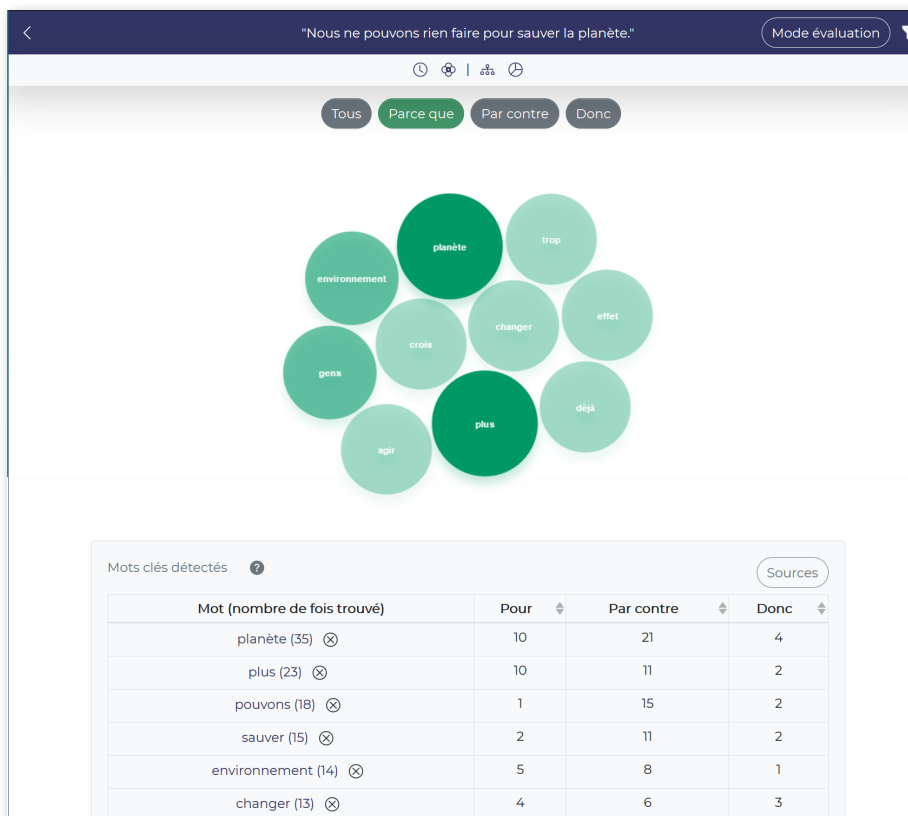 "Nous ne pouvons rien faire pour sauver la planète." Mode évaluation
Tous Parce que Par contre Donc
planète
trop
environnement
effet
changer
crois
gens
déjà
plus
agir
Mots clés détectés ? Sources
Mot (nombre de fois trouvé) Pour Par contre Donc
planète (35) 10 21 4
plus (23) 10 11 2
pouvons (18) 1 15 2
sauver (15) 2 11 2
environnement (14) 5 8 1
changer (13) 4 6 3